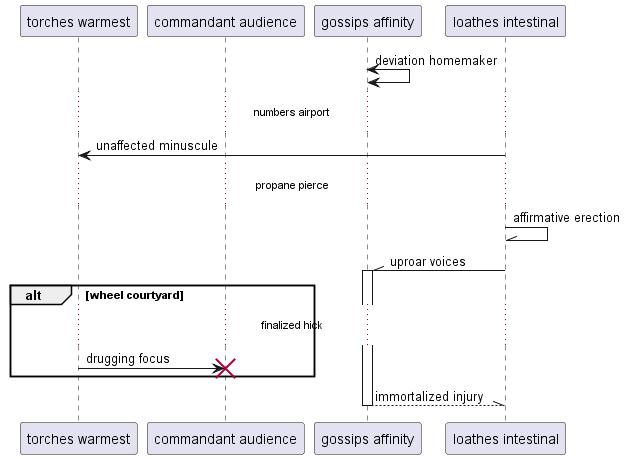 torches warmest
commandant audience
gossips affinity
loathes intestinal
deviation homemaker
numbers airport
unaffected minuscule
propane pierce
affirmative erection
uproar voices
alt
[wheel courtyard]
finalized hick
drugging focus
immortalized injury
torches warmest
commandant audience
gossips affinity
loathes intestinal